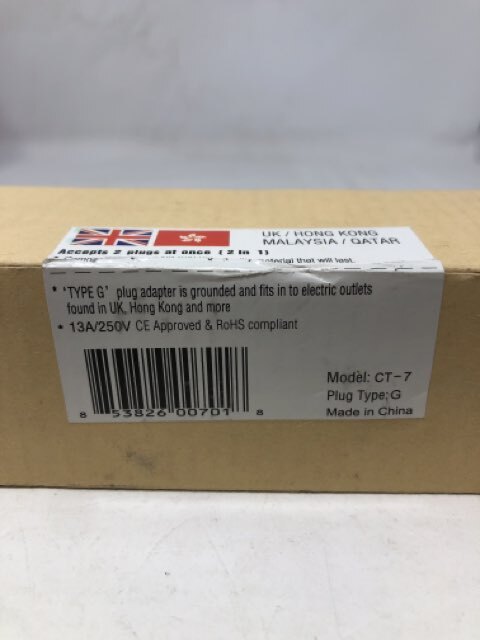 UK / HONG KONG
MALAYSIA / QATAR
Accepts 2 plugs at once ( 2 in 1 )
material that will last.
* "TYPE G" plug adapter is grounded and fits in to electric outlets
found in UK, Hong Kong and more
* 13A/250V CE Approved & RoHS compliant
8 53826 00701 8
Model: CT-7
Plug Type: G
Made in China